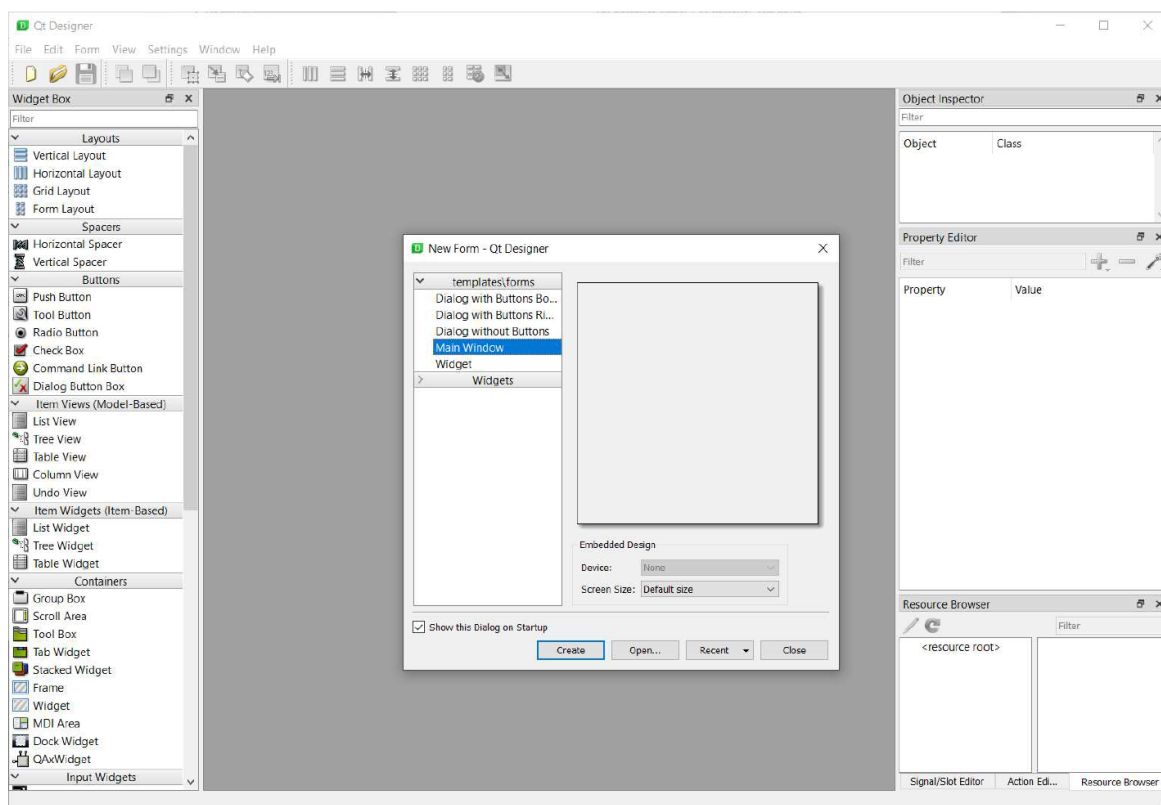 Qt Designer
File Edit Form View Settings Window Help
Widget Box
Filter
Layouts
Vertical Layout
Horizontal Layout
Grid Layout
Form Layout
Spacers
Horizontal Spacer
Vertical Spacer
Buttons
Push Button
Tool Button
Radio Button
Check Box
Command Link Button
Dialog Button Box
Item Views (Model-Based)
List View
Tree View
Table View
Column View
Undo View
Item Widgets (Item-Based)
List Widget
Tree Widget
Table Widget
Containers
Group Box
Scroll Area
Tool Box
Tab Widget
Stacked Widget
Frame
Widget
MDI Area
Dock Widget
QAxWidget
Input Widgets
New Form - Qt Designer
templates\forms
Dialog with Buttons Bo...
Dialog with Buttons Ri...
Dialog without Buttons
Main Window
Widget
Widgets
Embedded Design
Device: None
Screen Size: Default size
Show this Dialog on Startup
Create Open... Recent Close
Object Inspector
Filter
Object Class
Property Editor
Filter
Property Value
Resource Browser
Filter
<resource root>
Signal/Slot Editor Action Edi... Resource Browser